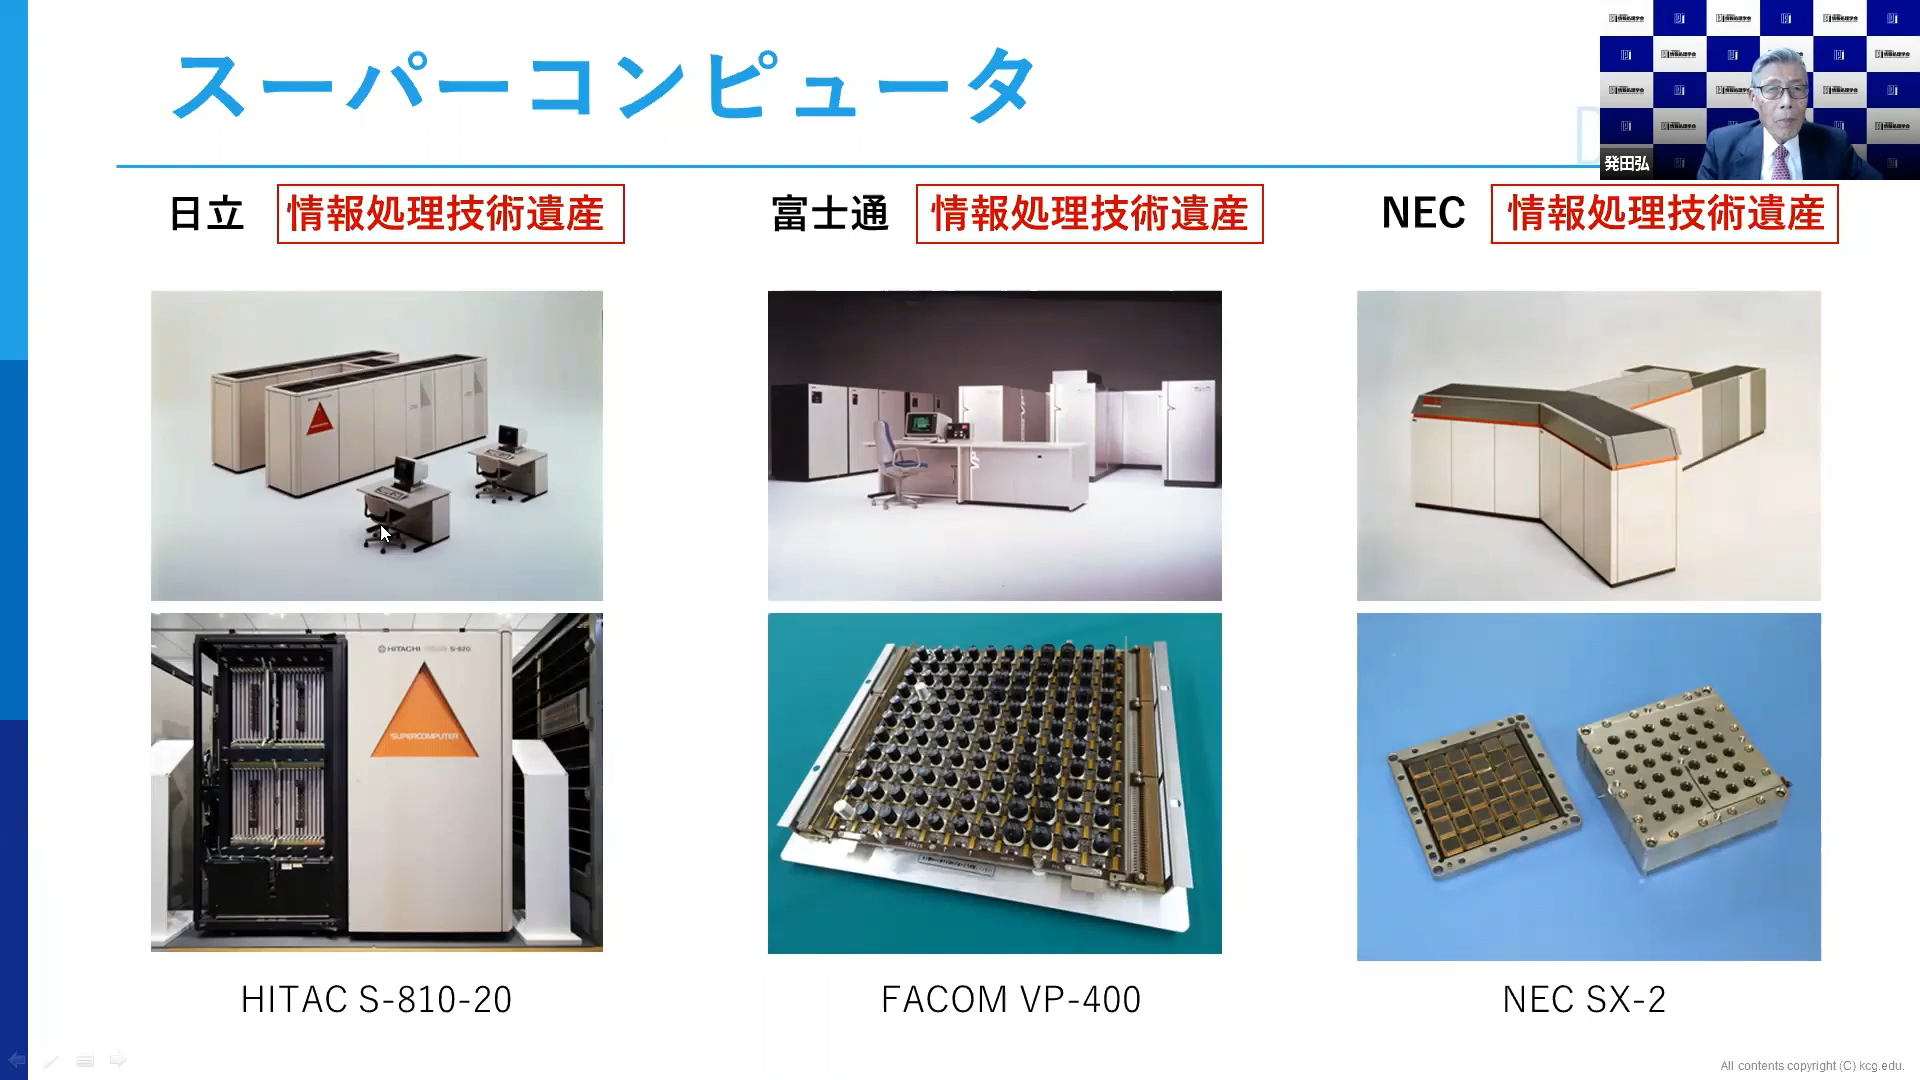 スーパーコンピュータ
発田弘
日立 情報処理技術遺産
富士通 情報処理技術遺産
NEC 情報処理技術遺産
VP
HITACHI S-820
SUPERCOMPUTER
HITAC S-810-20
FACOM VP-400
NEC SX-2
All contents copyright (C) kcg.edu.